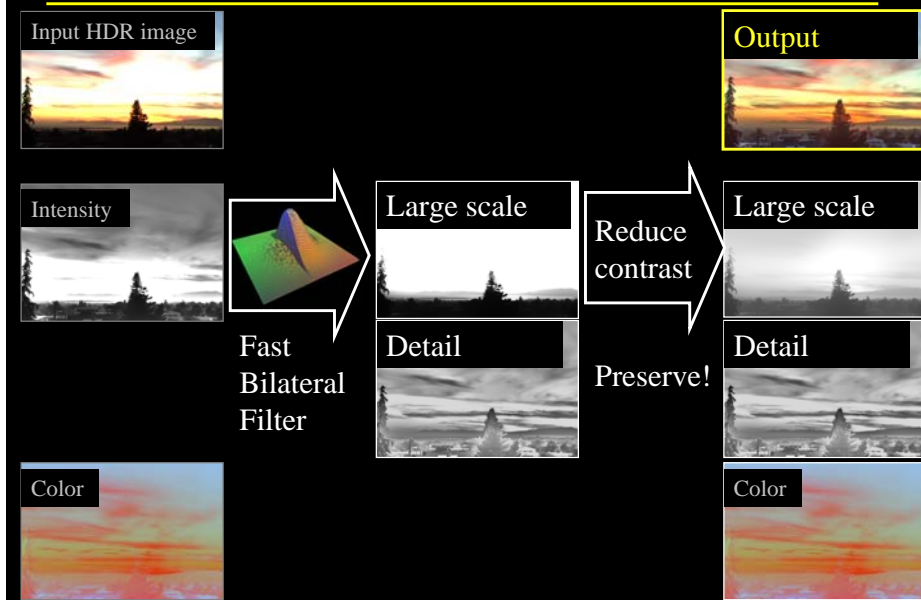 Input HDR image
Output
Intensity
Large scale
Reduce
contrast
Large scale
Fast
Bilateral
Filter
Detail
Preserve!
Detail
Color
Color